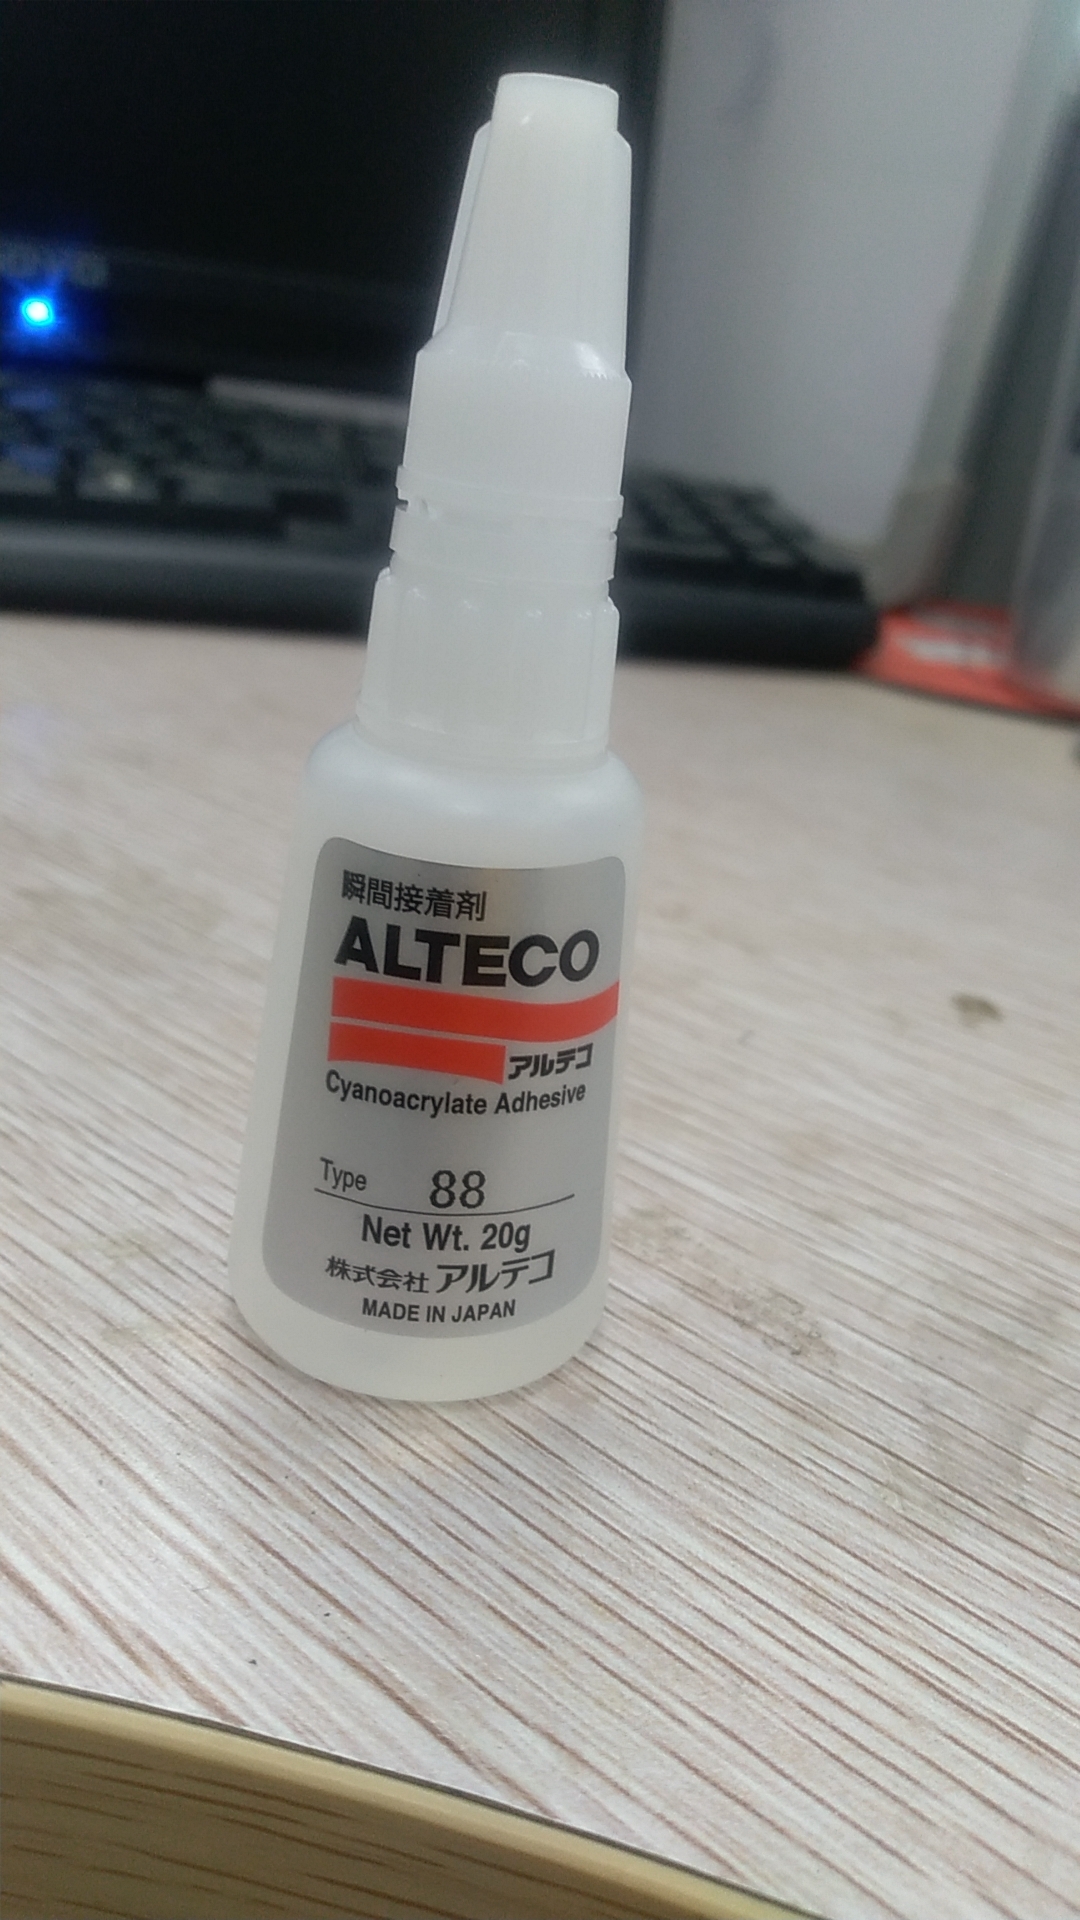 瞬間接着剤
ALTECO
アルテコ
Cyanoacrylate Adhesive
Type 88
Net Wt. 20g
株式会社 アルテコ
MADE IN JAPAN